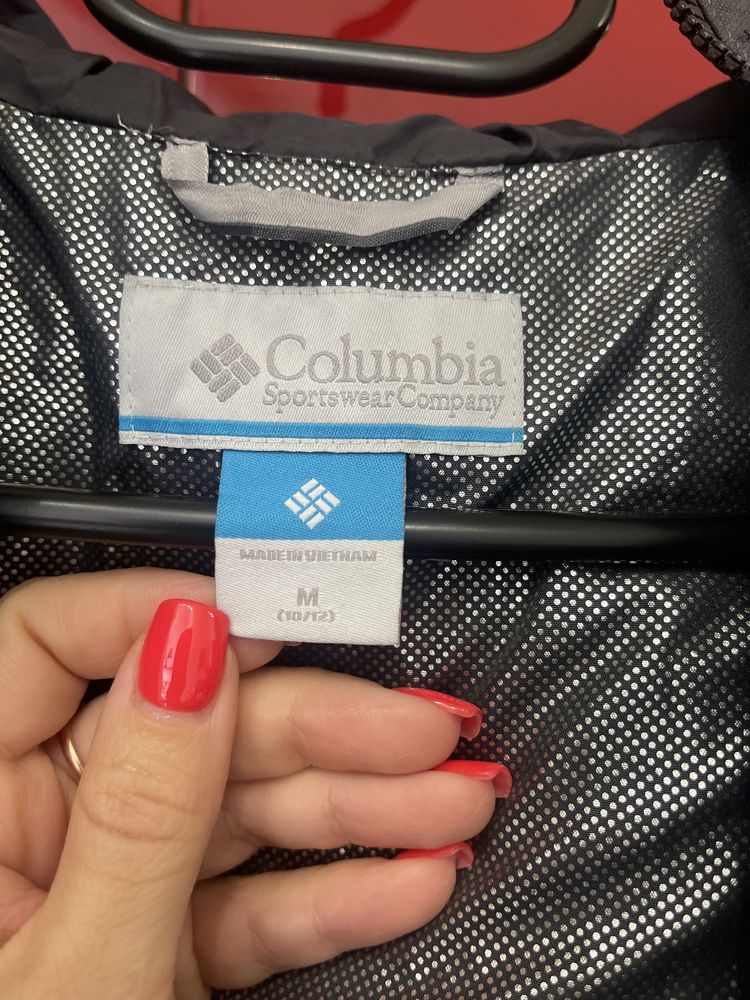 Columbia
Sportswear Company
MADE IN VIETNAM
M
(10/12)